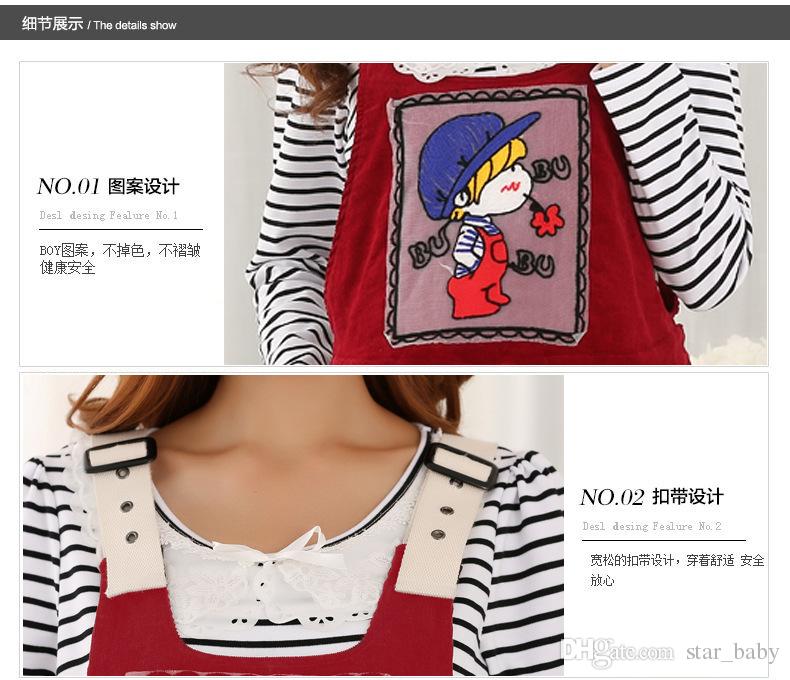 细节展示 / The details show
NO.01 图案设计
Desl desing Fealure No.1
BOY图案，不掉色，不褶皱
健康安全
BU
BU
BU
NO.02 扣带设计
Desl desing Fealure No.2
宽松的扣带设计，穿着舒适 安全
放心
DHgate.com star_baby